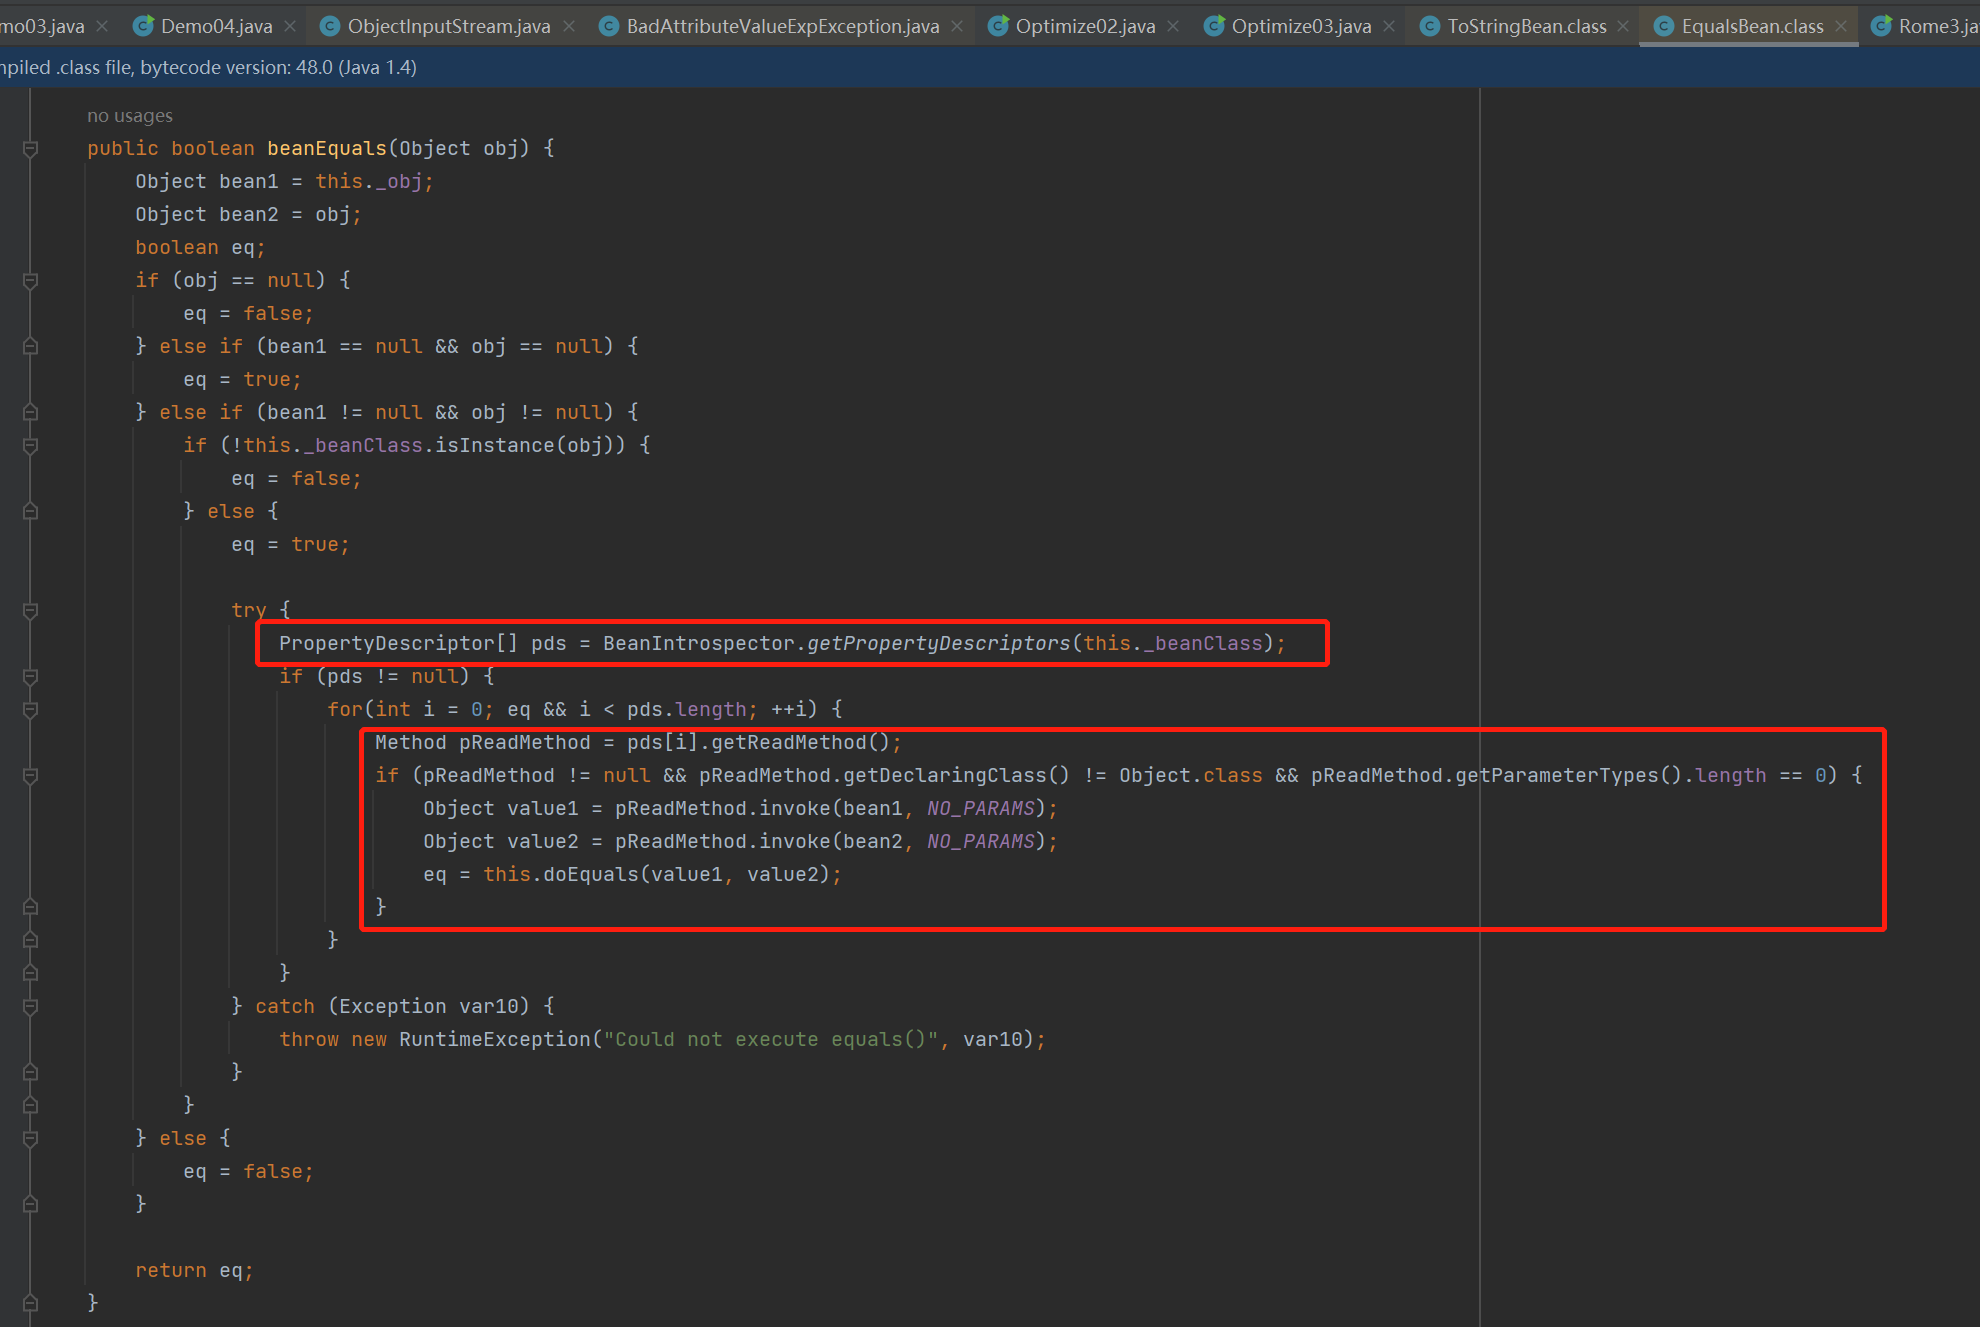 mo03.java Demo04.java ObjectInputStream.java BadAttributeValueExpException.java Optimize02.java Optimize03.java ToStringBean.class EqualsBean.class Rome3.ja
mpiled .class file, bytecode version: 48.0 (Java 1.4)
no usages
public boolean beanEquals(Object obj) {
Object bean1 = this._obj;
Object bean2 = obj;
boolean eq;
if (obj == null) {
eq = false;
} else if (bean1 == null && obj == null) {
eq = true;
} else if (bean1 != null && obj != null) {
if (!this._beanClass.isInstance(obj)) {
eq = false;
} else {
eq = true;
try {
PropertyDescriptor[] pds = BeanIntrospector.getPropertyDescriptors(this._beanClass);
if (pds != null) {
for(int i = 0; eq && i < pds.length; ++i) {
Method pReadMethod = pds[i].getReadMethod();
if (pReadMethod != null && pReadMethod.getDeclaringClass() != Object.class && pReadMethod.getParameterTypes().length == 0) {
Object value1 = pReadMethod.invoke(bean1, NO_PARAMS);
Object value2 = pReadMethod.invoke(bean2, NO_PARAMS);
eq = this.doEquals(value1, value2);
}
}
}
} catch (Exception var10) {
throw new RuntimeException("Could not execute equals()", var10);
}
}
} else {
eq = false;
}
return eq;
}